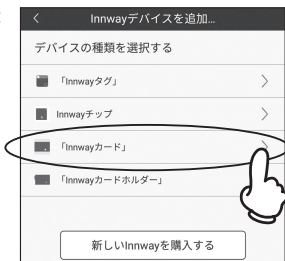 Innwayデバイスを追加...
デバイスの種類を選択する
「Innwayタグ」
Innwayチップ
「Innwayカード」
「Innwayカードホルダー」
新しいInnwayを購入する